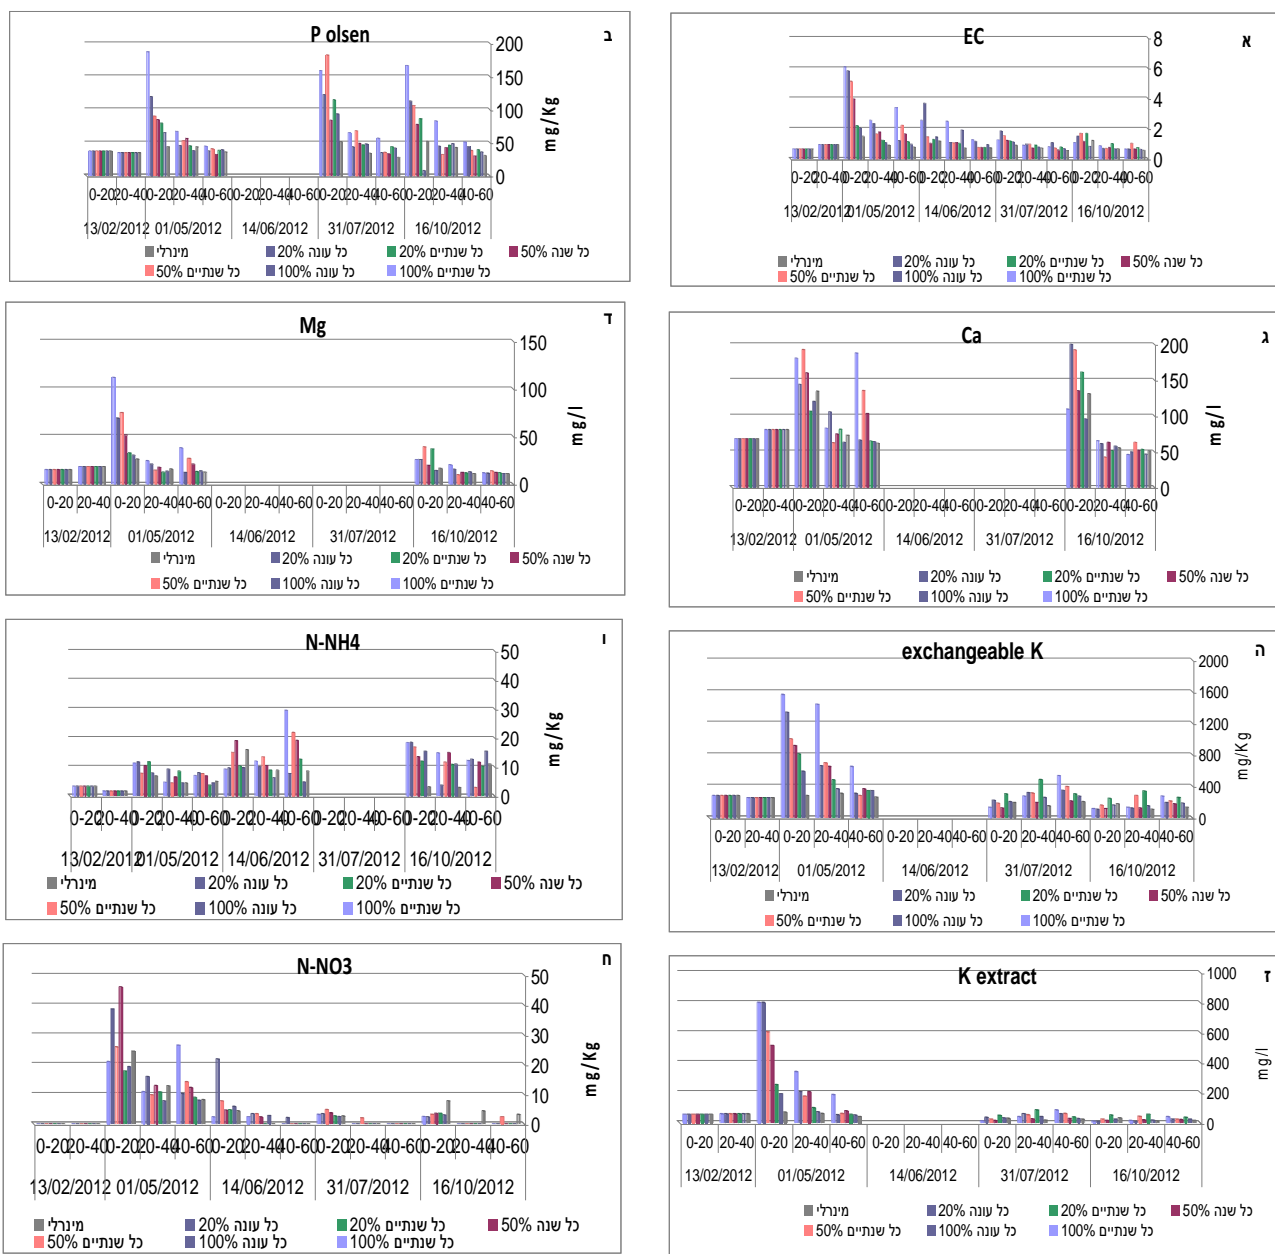 P olsen
ב
200
150
100
50
0
mg/Kg
0-20 20-40 0-20 20-40 40-60 0-20 20-40 40-60 0-20 20-40 40-60 0-20 20-40 40-60
13/02/2012 01/05/2012 14/06/2012 31/07/2012 16/10/2012
מינרלי 20% כל עונה 20% כל שנתיים 50% כל שנה
50% כל שנתיים 100% כל עונה 100% כל שנתיים
EC
א
8
6
4
2
0
0-20 20-40 0-20 20-40 40-60 0-20 20-40 40-60 0-20 20-40 40-60 0-20 20-40 40-60
13/02/2012 01/05/2012 14/06/2012 31/07/2012 16/10/2012
מינרלי 20% כל עונה 20% כל שנתיים 50% כל שנה
50% כל שנתיים 100% כל עונה 100% כל שנתיים
Mg
ד
150
100
50
0
mg/l
0-20 20-40 0-20 20-40 40-60 0-20 20-40 40-60 0-20 20-40 40-60 0-20 20-40 40-60
13/02/2012 01/05/2012 14/06/2012 31/07/2012 16/10/2012
מינרלי 20% כל עונה 20% כל שנתיים 50% כל שנה
50% כל שנתיים 100% כל עונה 100% כל שנתיים
Ca
ג
200
150
100
50
0
mg/l
0-20 20-40 0-20 20-40 40-60 0-20 20-40 40-60 0-20 20-40 40-60 0-20 20-40 40-60
13/02/2012 01/05/2012 14/06/2012 31/07/2012 16/10/2012
מינרלי 20% כל עונה 20% כל שנתיים 50% כל שנה
50% כל שנתיים 100% כל עונה 100% כל שנתיים
N-NH4
ו
50
40
30
20
10
0
mg/Kg
0-20 20-40 0-20 20-40 40-60 0-20 20-40 40-60 0-20 20-40 40-60 0-20 20-40 40-60
13/02/2012 01/05/2012 14/06/2012 31/07/2012 16/10/2012
מינרלי 20% כל עונה 20% כל שנתיים 50% כל שנה
50% כל שנתיים 100% כל עונה 100% כל שנתיים
exchangeable K
ה
2000
1600
1200
800
400
0
mg/Kg
0-20 20-40 0-20 20-40 40-60 0-20 20-40 40-60 0-20 20-40 40-60 0-20 20-40 40-60
13/02/2012 01/05/2012 14/06/2012 31/07/2012 16/10/2012
מינרלי 20% כל עונה 20% כל שנתיים 50% כל שנה
50% כל שנתיים 100% כל עונה 100% כל שנתיים
N-NO3
ח
50
40
30
20
10
0
mg/Kg
0-20 20-40 0-20 20-40 40-60 0-20 20-40 40-60 0-20 20-40 40-60 0-20 20-40 40-60
13/02/2012 01/05/2012 14/06/2012 31/07/2012 16/10/2012
מינרלי 20% כל עונה 20% כל שנתיים 50% כל שנה
50% כל שנתיים 100% כל עונה 100% כל שנתיים
K extract
ז
1000
800
600
400
200
0
mg/l
0-20 20-40 0-20 20-40 40-60 0-20 20-40 40-60 0-20 20-40 40-60 0-20 20-40 40-60
13/02/2012 01/05/2012 14/06/2012 31/07/2012 16/10/2012
מינרלי 20% כל עונה 20% כל שנתיים 50% כל שנה
50% כל שנתיים 100% כל עונה 100% כל שנתיים